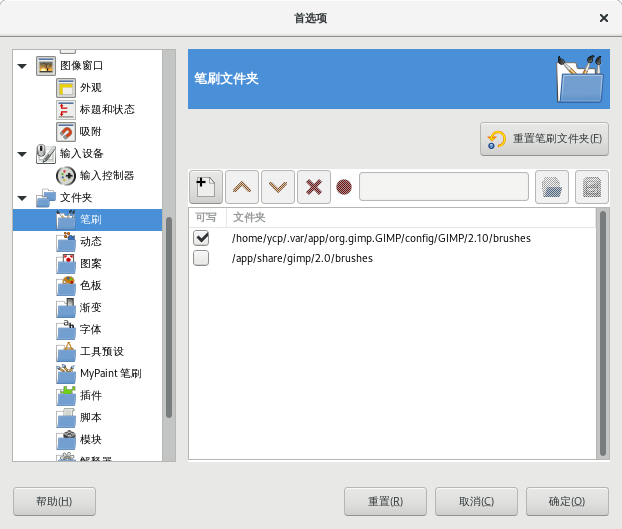 首选项
图像窗口
外观
标题和状态
吸附
输入设备
输入控制器
文件夹
笔刷
动态
图案
色板
渐变
字体
工具预设
MyPaint 笔刷
插件
脚本
模块
解释器
笔刷文件夹
重置笔刷文件夹(F)
可写 文件夹
/home/ycp/.var/app/org.gimp.GIMP/config/GIMP/2.10/brushes
/app/share/gimp/2.0/brushes
帮助(H)
重置(R)
取消(C)
确定(O)